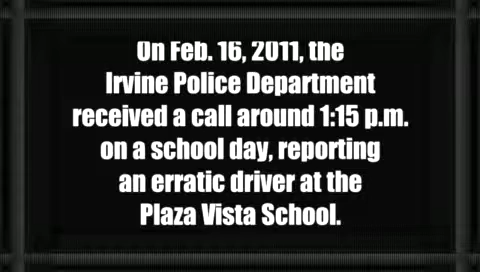 On Feb. 16, 2011, the
Irvine Police Department
received a call around 1:15 p.m.
on a school day, reporting
an erratic driver at the
Plaza Vista School.